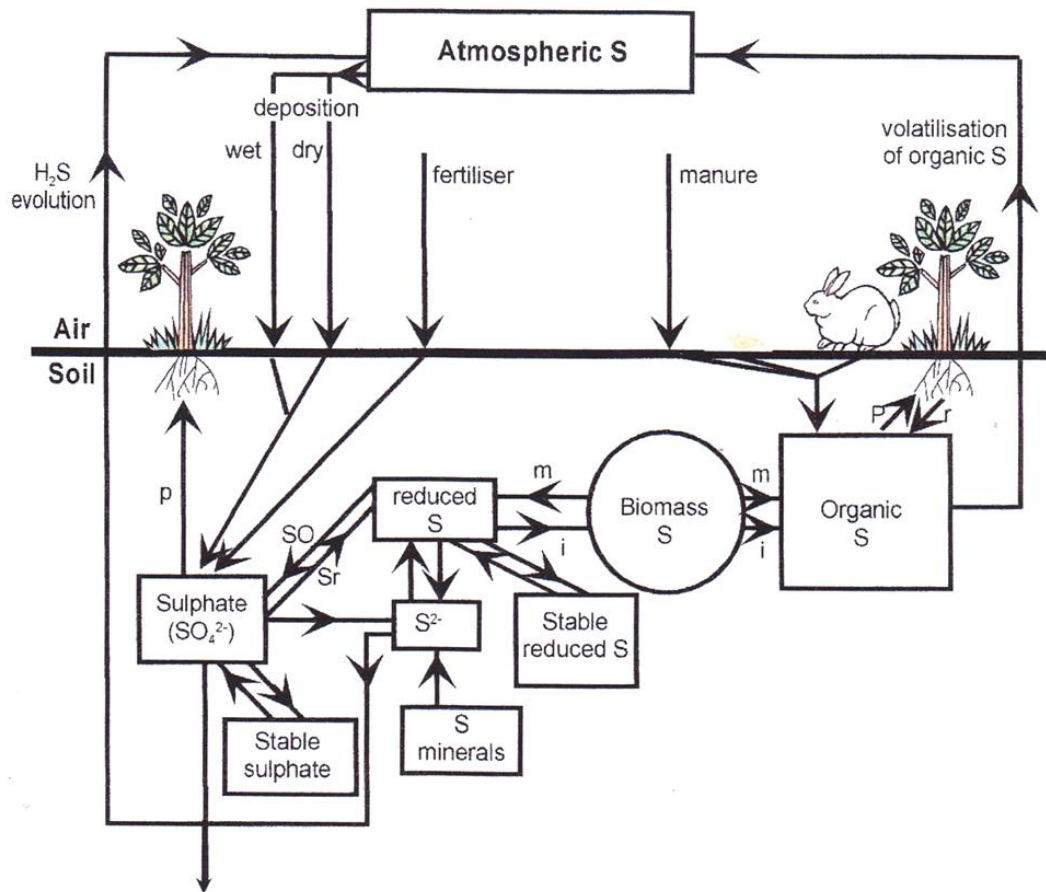 Atmospheric S
deposition
wet dry
H₂S
evolution
fertiliser
manure
volatilisation
of organic S
Air
Soil
p
P
r
SO
Sr
reduced
S
m
i
Biomass
S
m
i
Organic
S
Sulphate
(SO₄²⁻)
S²⁻
Stable
reduced S
Stable
sulphate
S
minerals